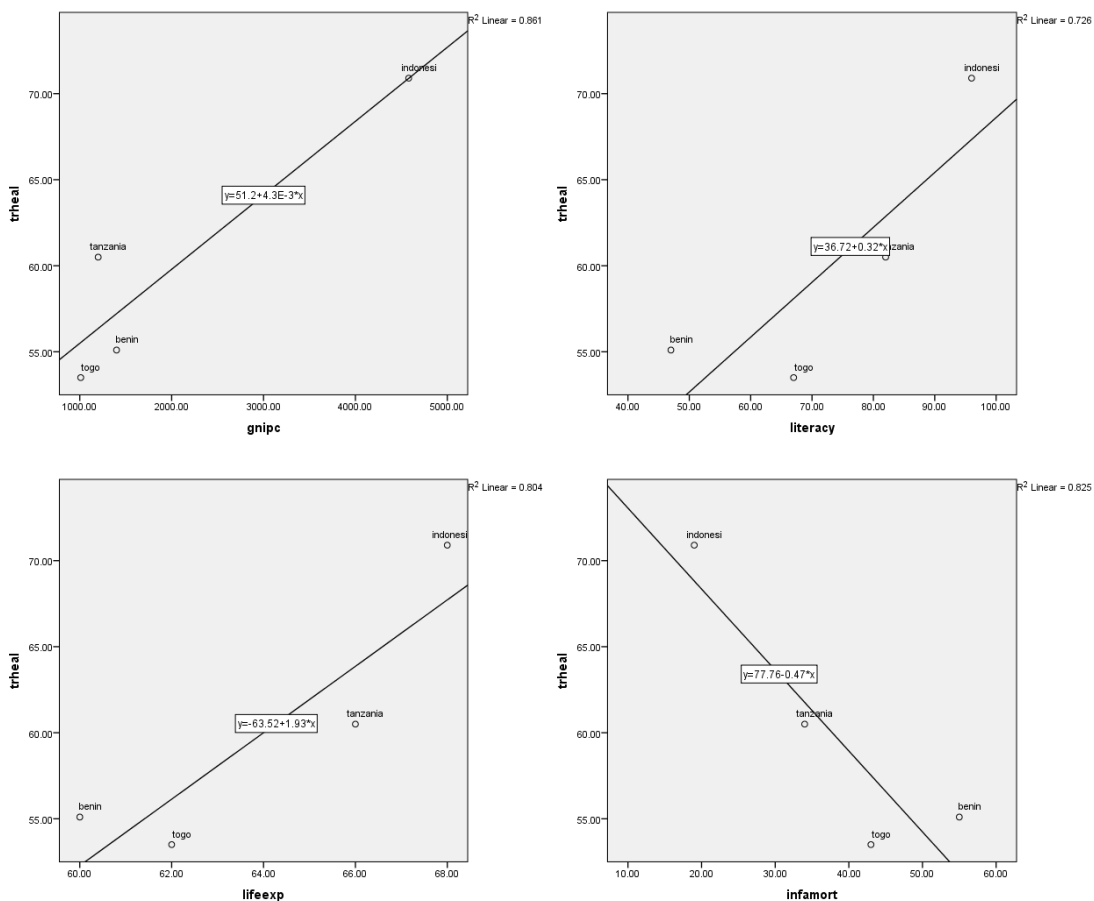 R² Linear = 0.861
indonesi
70.00
65.00
y=51.2+4.3E-3*x
trheal
tanzania
60.00
benin
55.00
togo
1000.00 2000.00 3000.00 4000.00 5000.00
gnipc
R² Linear = 0.726
indonesi
70.00
65.00
trheal
y=36.72+0.32*x zania
60.00
benin
55.00
togo
40.00 50.00 60.00 70.00 80.00 90.00 100.00
literacy
R² Linear = 0.804
indonesi
70.00
65.00
trheal
y=-63.52+1.93*x
tanzania
60.00
benin
55.00
togo
60.00 62.00 64.00 66.00 68.00
lifeexp
R² Linear = 0.825
indonesi
70.00
65.00
y=77.76-0.47*x
trheal
tanzania
60.00
benin
55.00
togo
10.00 20.00 30.00 40.00 50.00 60.00
infamort